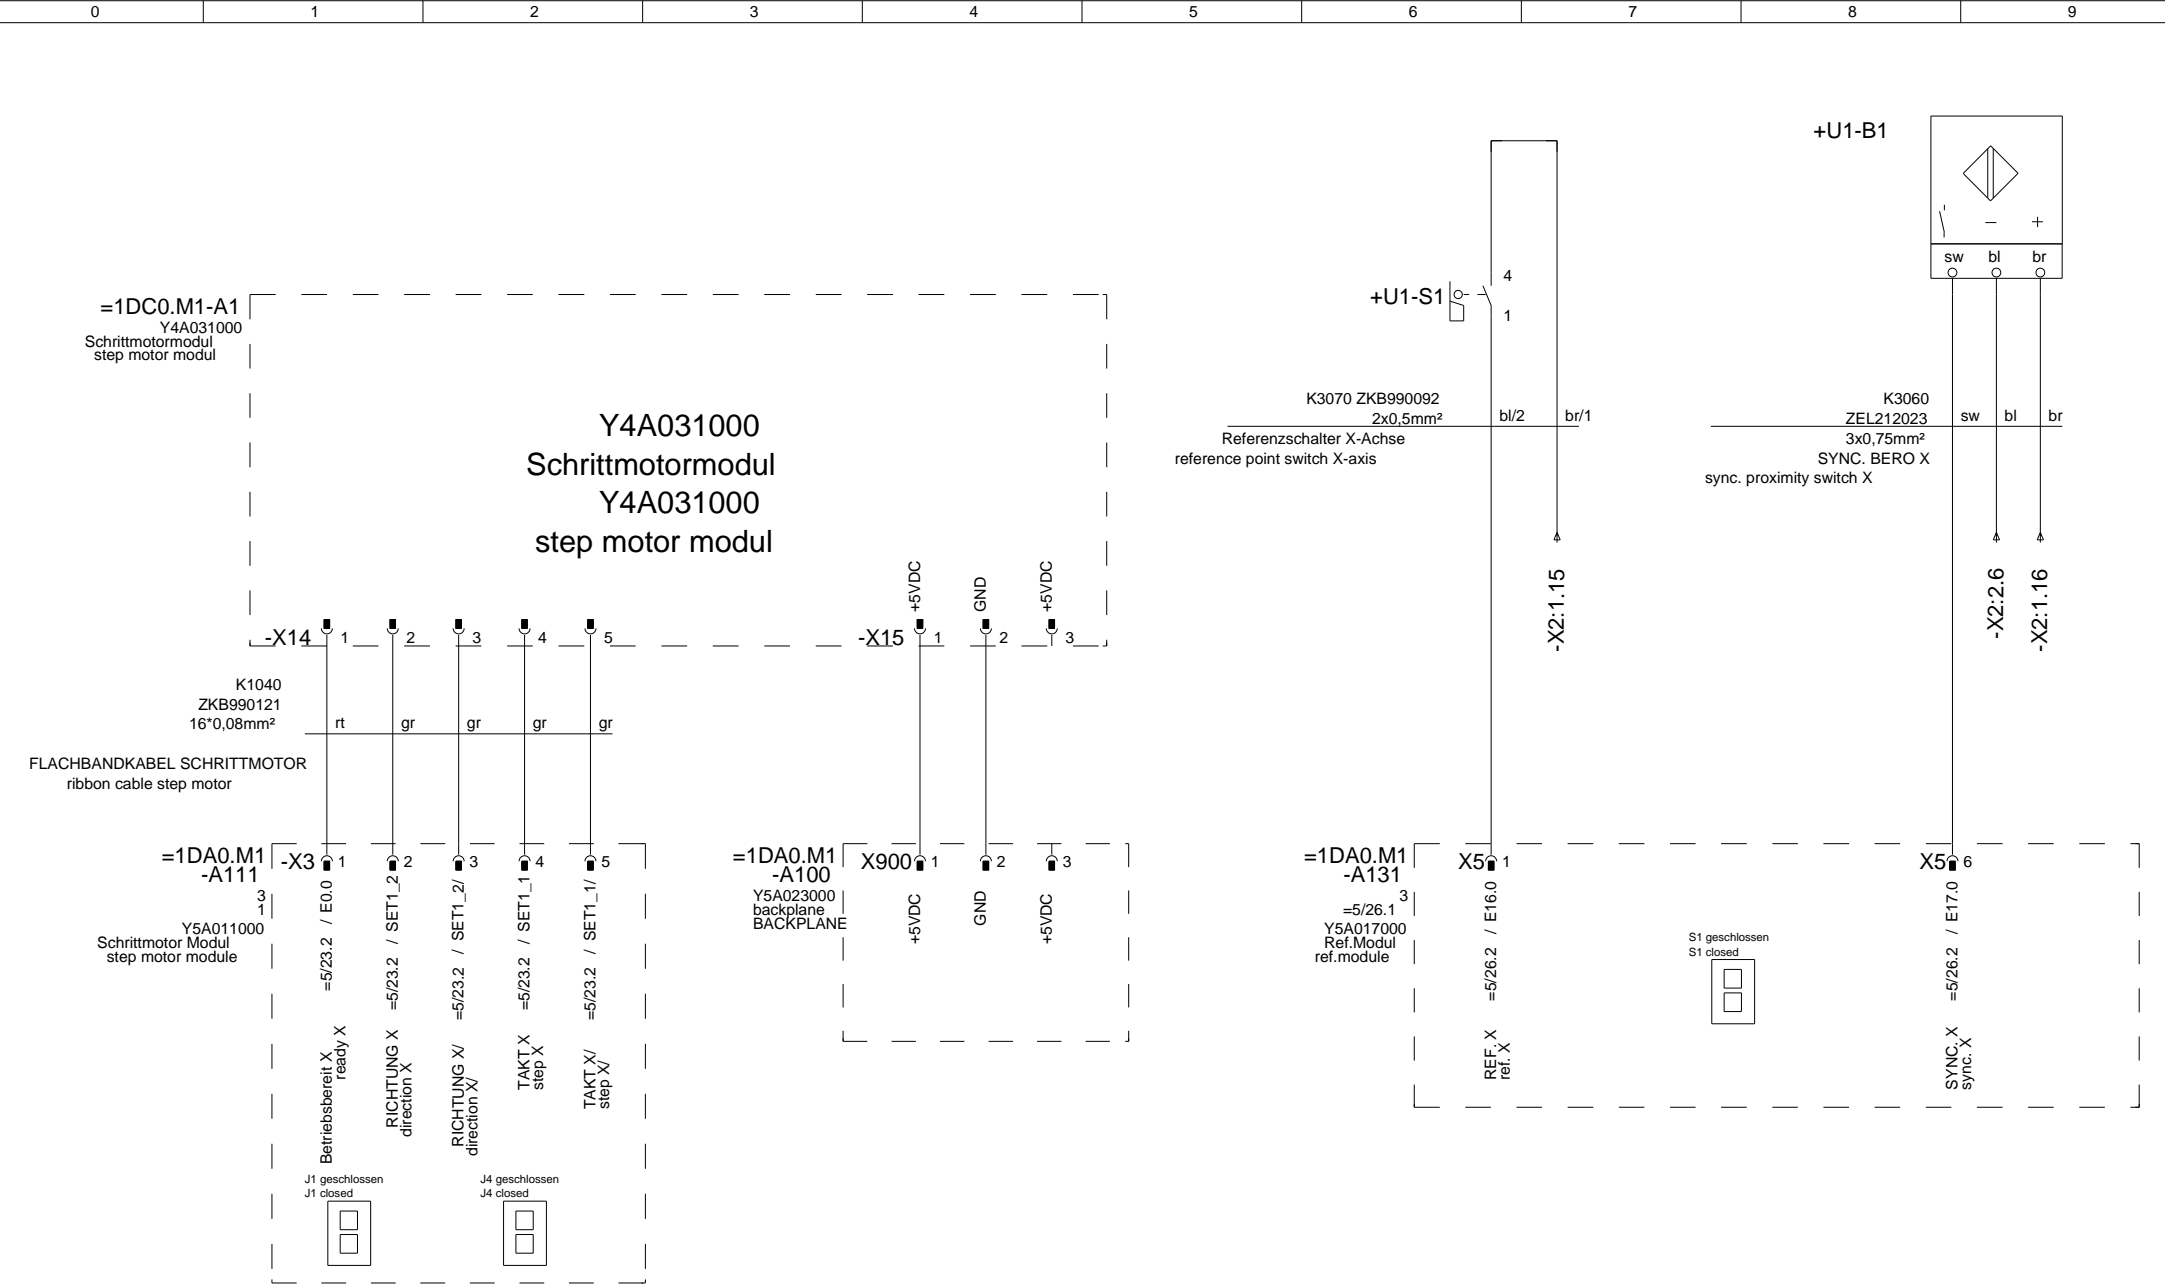 0 1 2 3 4 5 6 7 8 9
+U1-B1
sw bl br
=1DC0.M1-A1
Y4A031000
Schrittmotormodul
step motor modul
Y4A031000
Schrittmotormodul
Y4A031000
step motor modul
+5VDC
GND
+5VDC
-X14 1 2 3 4 5
-X15 1 2 3
4
+U1-S1
1
K3070 ZKB990092
2x0,5mm²
bl/2 br/1
Referenzschalter X-Achse
reference point switch X-axis
-X2:1.15
K3060
ZEL212023
sw bl br
3x0,75mm²
SYNC. BERO X
sync. proximity switch X
-X2:2.6
-X2:1.16
K1040
ZKB990121
16*0,08mm²
rt gr gr gr gr
FLACHBANDKABEL SCHRITTMOTOR
ribbon cable step motor
=1DA0.M1
-A111
3
1
Y5A011000
Schrittmotor Modul
step motor module
-X3 1 2 3 4 5
=5/23.2 / E0.0
=5/23.2 / SET1_2
=5/23.2 / SET1_2/
=5/23.2 / SET1_1
=5/23.2 / SET1_1/
Betriebsbereit X
ready X
RICHTUNG X
direction X
RICHTUNG X/
direction X/
TAKT X
step X
TAKT X/
step X/
J1 geschlossen
J1 closed
J4 geschlossen
J4 closed
=1DA0.M1
-A100
Y5A023000
backplane
BACKPLANE
X900 1 2 3
+5VDC
GND
+5VDC
=1DA0.M1
-A131
3
=5/26.1
Y5A017000
Ref.Modul
ref.module
X5 1
=5/26.2 / E16.0
REF. X
ref. X
S1 geschlossen
S1 closed
X5 6
=5/26.2 / E17.0
SYNC. X
sync. X